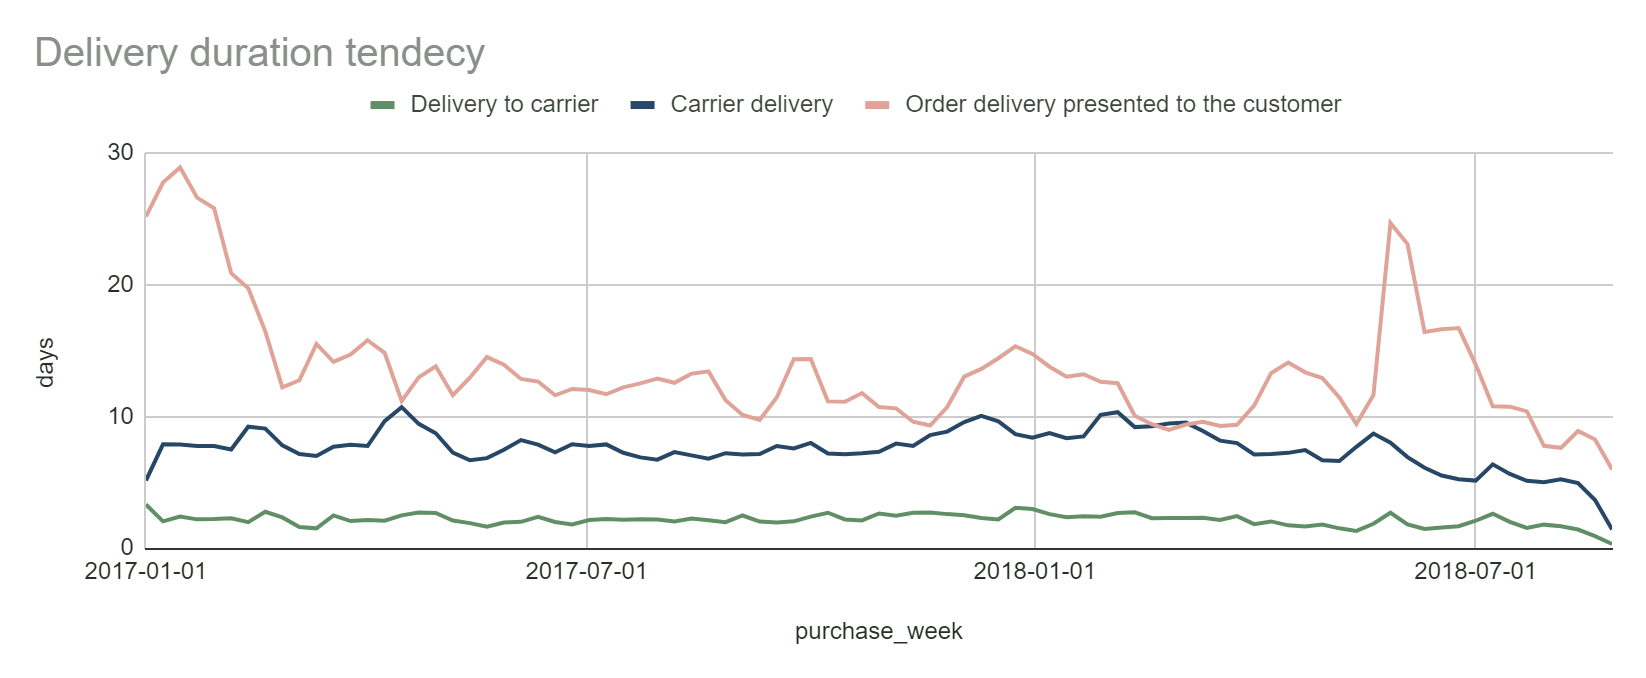 Delivery duration tendecy
Delivery to carrier Carrier delivery Order delivery presented to the customer
30
20
10
0
days
2017-01-01 2017-07-01 2018-01-01 2018-07-01
purchase_week